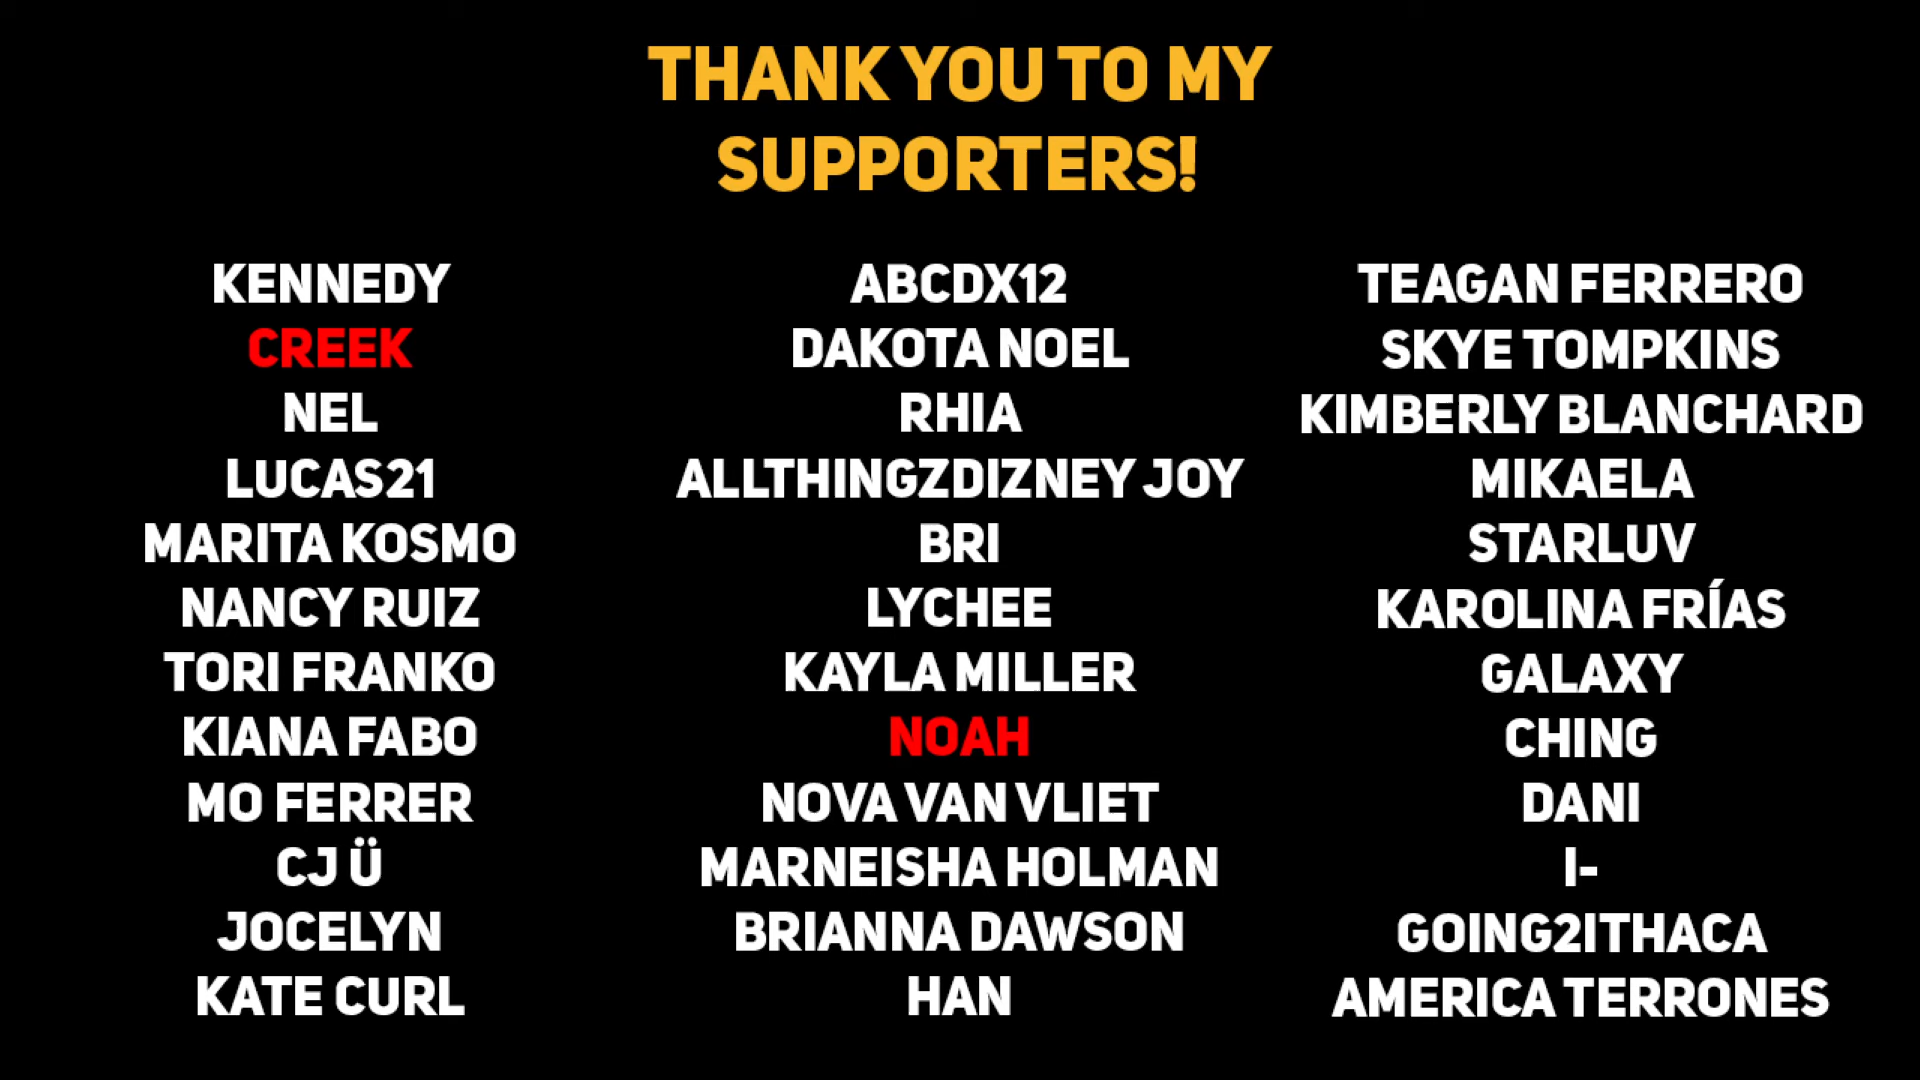 THANK YOU TO MY
SUPPORTERS!
KENNEDY
CREEK
NEL
LUCAS21
MARITA KOSMO
NANCY RUIZ
TORI FRANKO
KIANA FABO
MO FERRER
CJ Ü
JOCELYN
KATE CURL
ABCDX12
DAKOTA NOEL
RHIA
ALLTHINGZDIZNEY JOY
BRI
LYCHEE
KAYLA MILLER
NOAH
NOVA VAN VLIET
MARNEISHA HOLMAN
BRIANNA DAWSON
HAN
TEAGAN FERRERO
SKYE TOMPKINS
KIMBERLY BLANCHARD
MIKAELA
STARLUV
KAROLINA FRÍAS
GALAXY
CHING
DANI
I-
GOING2ITHACA
AMERICA TERRONES